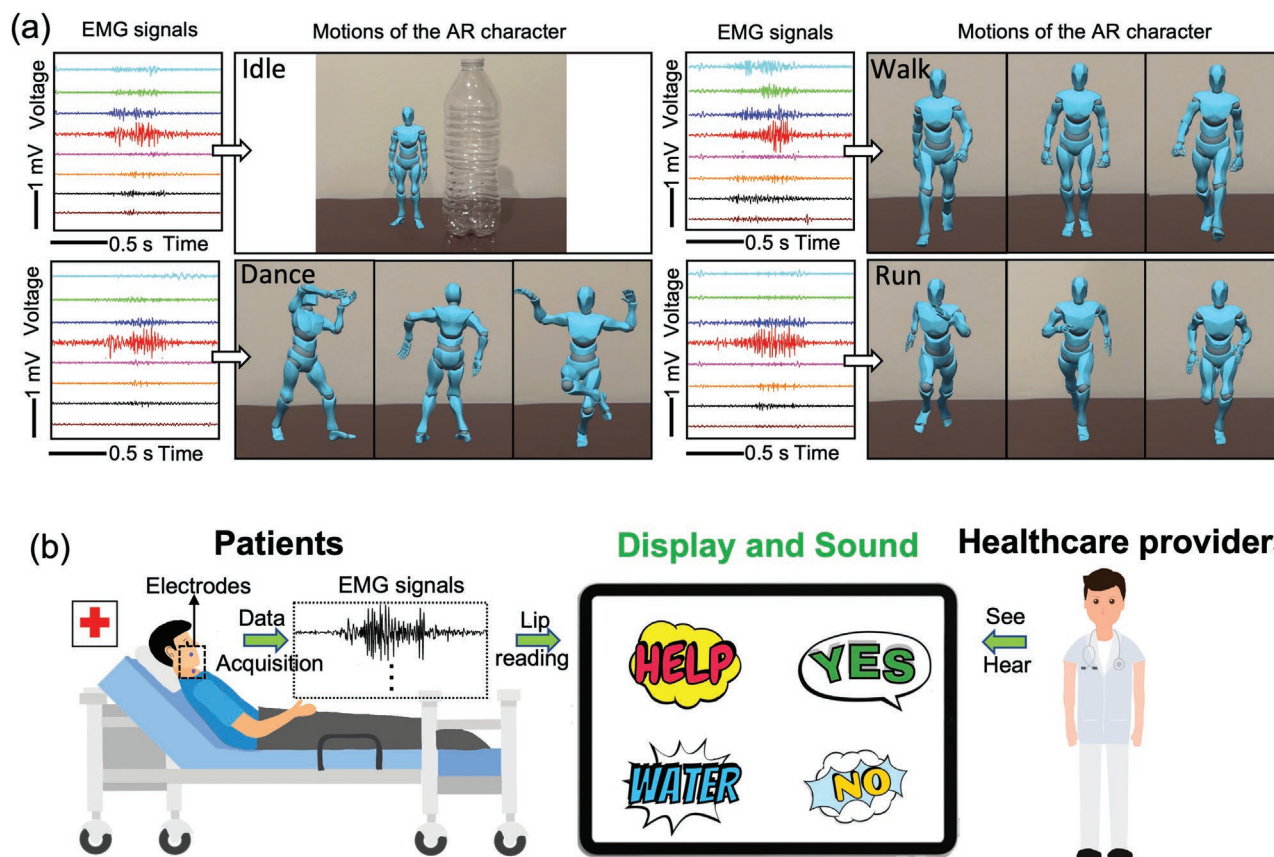 (a)
EMG signals
Motions of the AR character
EMG signals
Motions of the AR character
Voltage
1 mV
Idle
0.5 s Time
Voltage
1 mV
Walk
0.5 s Time
Voltage
1 mV
Dance
0.5 s Time
Voltage
1 mV
Run
0.5 s Time
(b)
Patients
Display and Sound
Healthcare providers
Electrodes
EMG signals
Data
Acquisition
Lip
reading
HELP
YES
WATER
NO
See
Hear